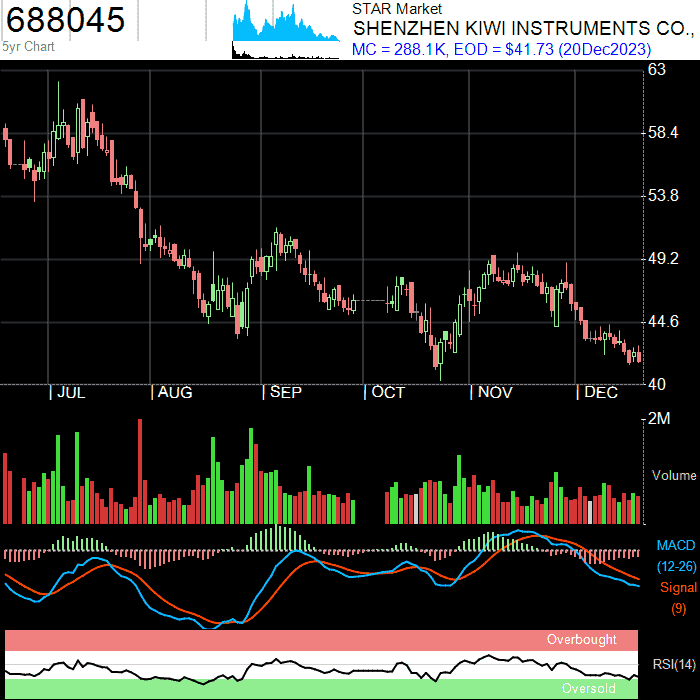 688045
5yr Chart
STAR Market
SHENZHEN KIWI INSTRUMENTS CO.,
MC = 288.1K, EOD = $41.73 (20Dec2023)
63
58.4
53.8
49.2
44.6
40
JUL AUG SEP OCT NOV DEC
2M
Volume
MACD
(12-26)
Signal
(9)
Overbought
RSI(14)
Oversold